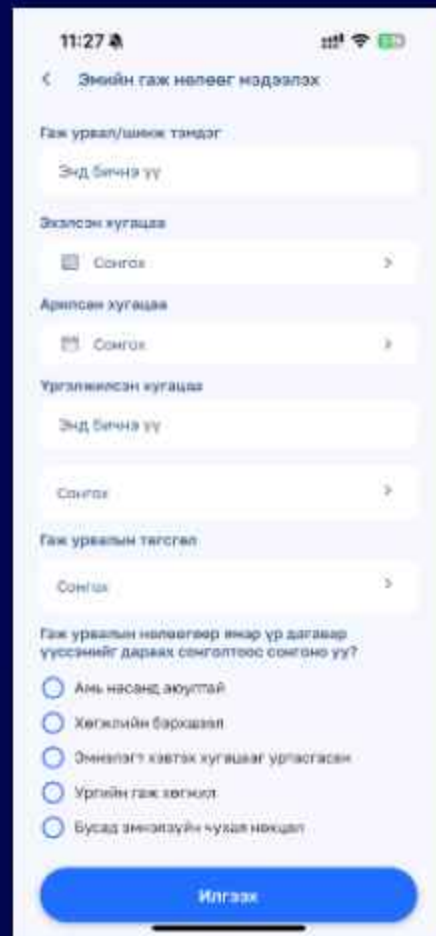 11:27
Эмийн гаж нөлөөг мэдээлэх
Гаж урвал/шинж тэмдэг
Энд бичнэ үү
Эхэлсэн хугацаа
Сонгох
Арилсан хугацаа
Сонгох
Үргэлжилсэн хугацаа
Энд бичнэ үү
Сонгох
Гаж урвалын төгсгөл
Сонгох
Гаж урвалын нөлөөгөөр ямар үр дагавар
үүссэнийг дараах сонголтоос сонгоно уу?
Амь насанд аюултай
Хөгжлийн бэрхшээл
Эмнэлэгт хэвтэх хугацааг уртасгасан
Ургийн гаж хөгжил
Бусад эмнэлзүйн чухал нөхцөл
Илгээх